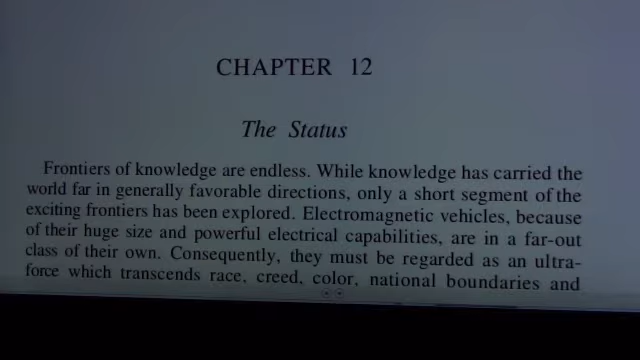 CHAPTER 12
The Status
Frontiers of knowledge are endless. While knowledge has carried the
world far in generally favorable directions, only a short segment of the
exciting frontiers has been explored. Electromagnetic vehicles, because
of their huge size and powerful electrical capabilities, are in a far-out
class of their own. Consequently, they must be regarded as an ultra-
force which transcends race, creed, color, national boundaries and